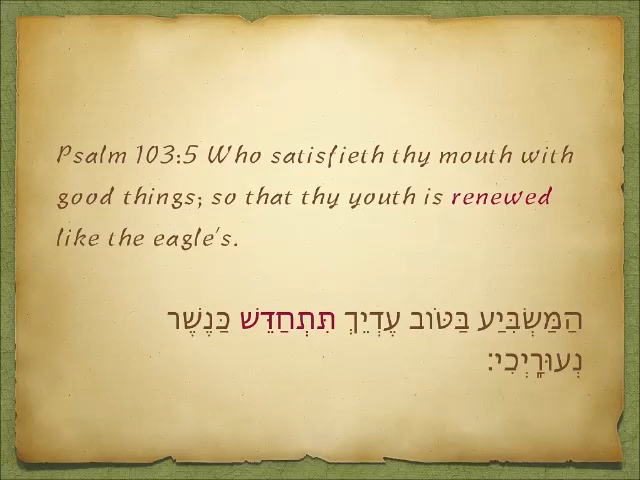 Psalm 103:5 Who satisfieth thy mouth with
good things; so that thy youth is renewed
like the eagle's.
הַמַּשְׂבִּיַע בַּטּוֹב עֶדְיֵךְ תִּתְחַדֵּשׁ כַּנֶּשֶׁר
נְעוּרָיְכִי׃